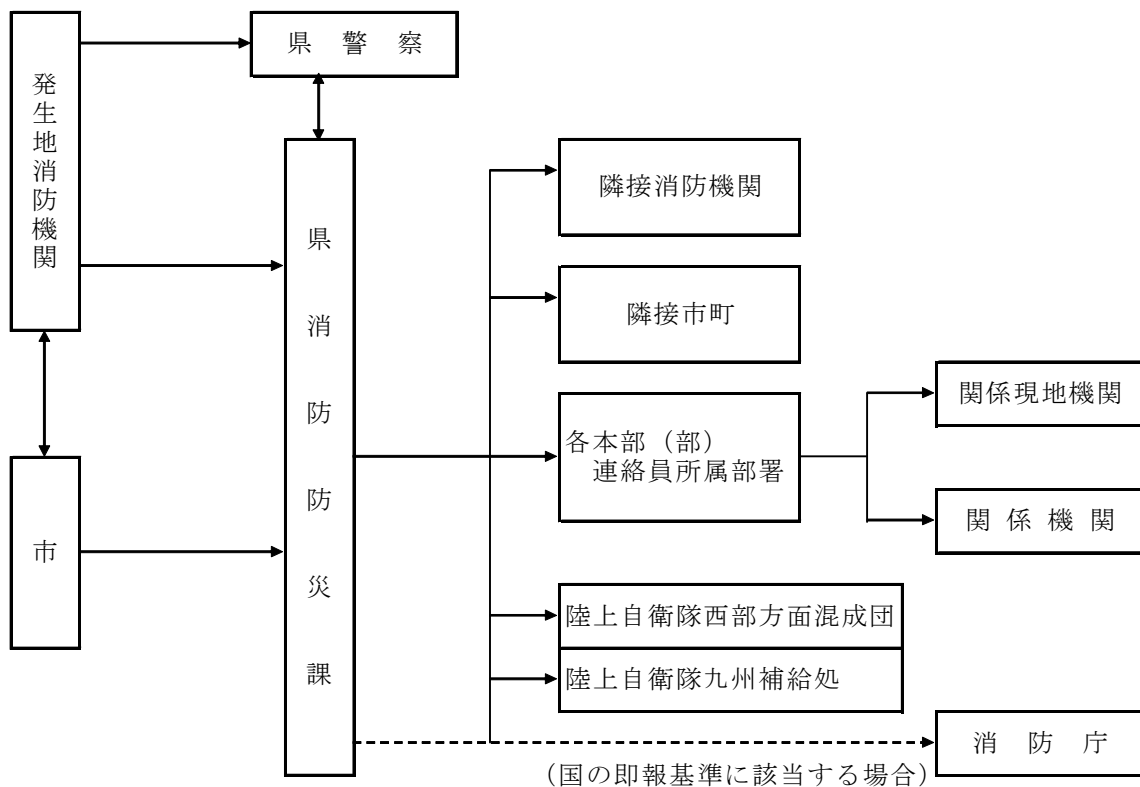 発生地消防機関
県警察
県消防防災課
市
隣接消防機関
隣接市町
各本部（部）
連絡員所属部署
関係現地機関
関係機関
陸上自衛隊西部方面混成団
陸上自衛隊九州補給処
消防庁
（国の即報基準に該当する場合）